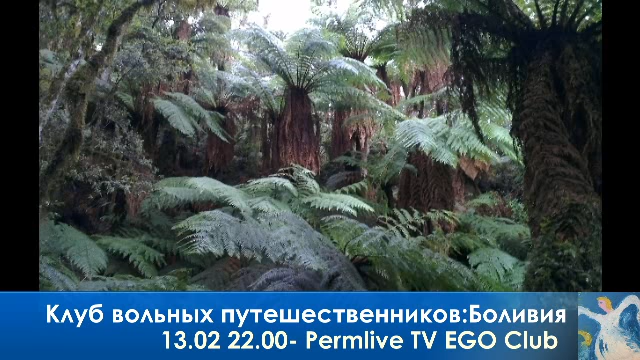 Клуб вольных путешественников:Боливия
13.02 22.00- Permlive TV EGO Club